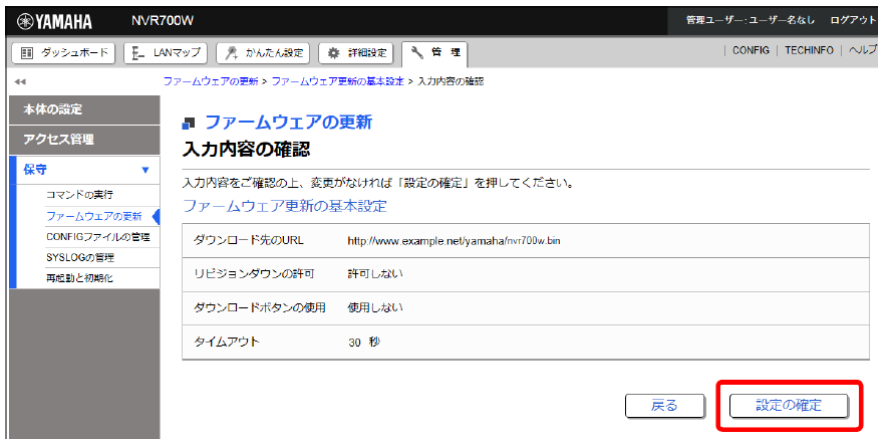 YAMAHA NVR700W 管理ユーザー:ユーザー名なし ログアウト
ダッシュボード LANマップ かんたん設定 詳細設定 管理 | CONFIG | TECHINFO | ヘルプ
ファームウェアの更新 > ファームウェア更新の基本設定 > 入力内容の確認
本体の設定
アクセス管理
保守
コマンドの実行
ファームウェアの更新
CONFIGファイルの管理
SYSLOGの管理
再起動と初期化
ファームウェアの更新
入力内容の確認
入力内容をご確認の上、変更がなければ「設定の確定」を押してください。
ファームウェア更新の基本設定
ダウンロード先のURL http://www.example.net/yamaha/nvr700w.bin
リビジョンダウンの許可 許可しない
ダウンロードボタンの使用 使用しない
タイムアウト 30 秒
戻る 設定の確定